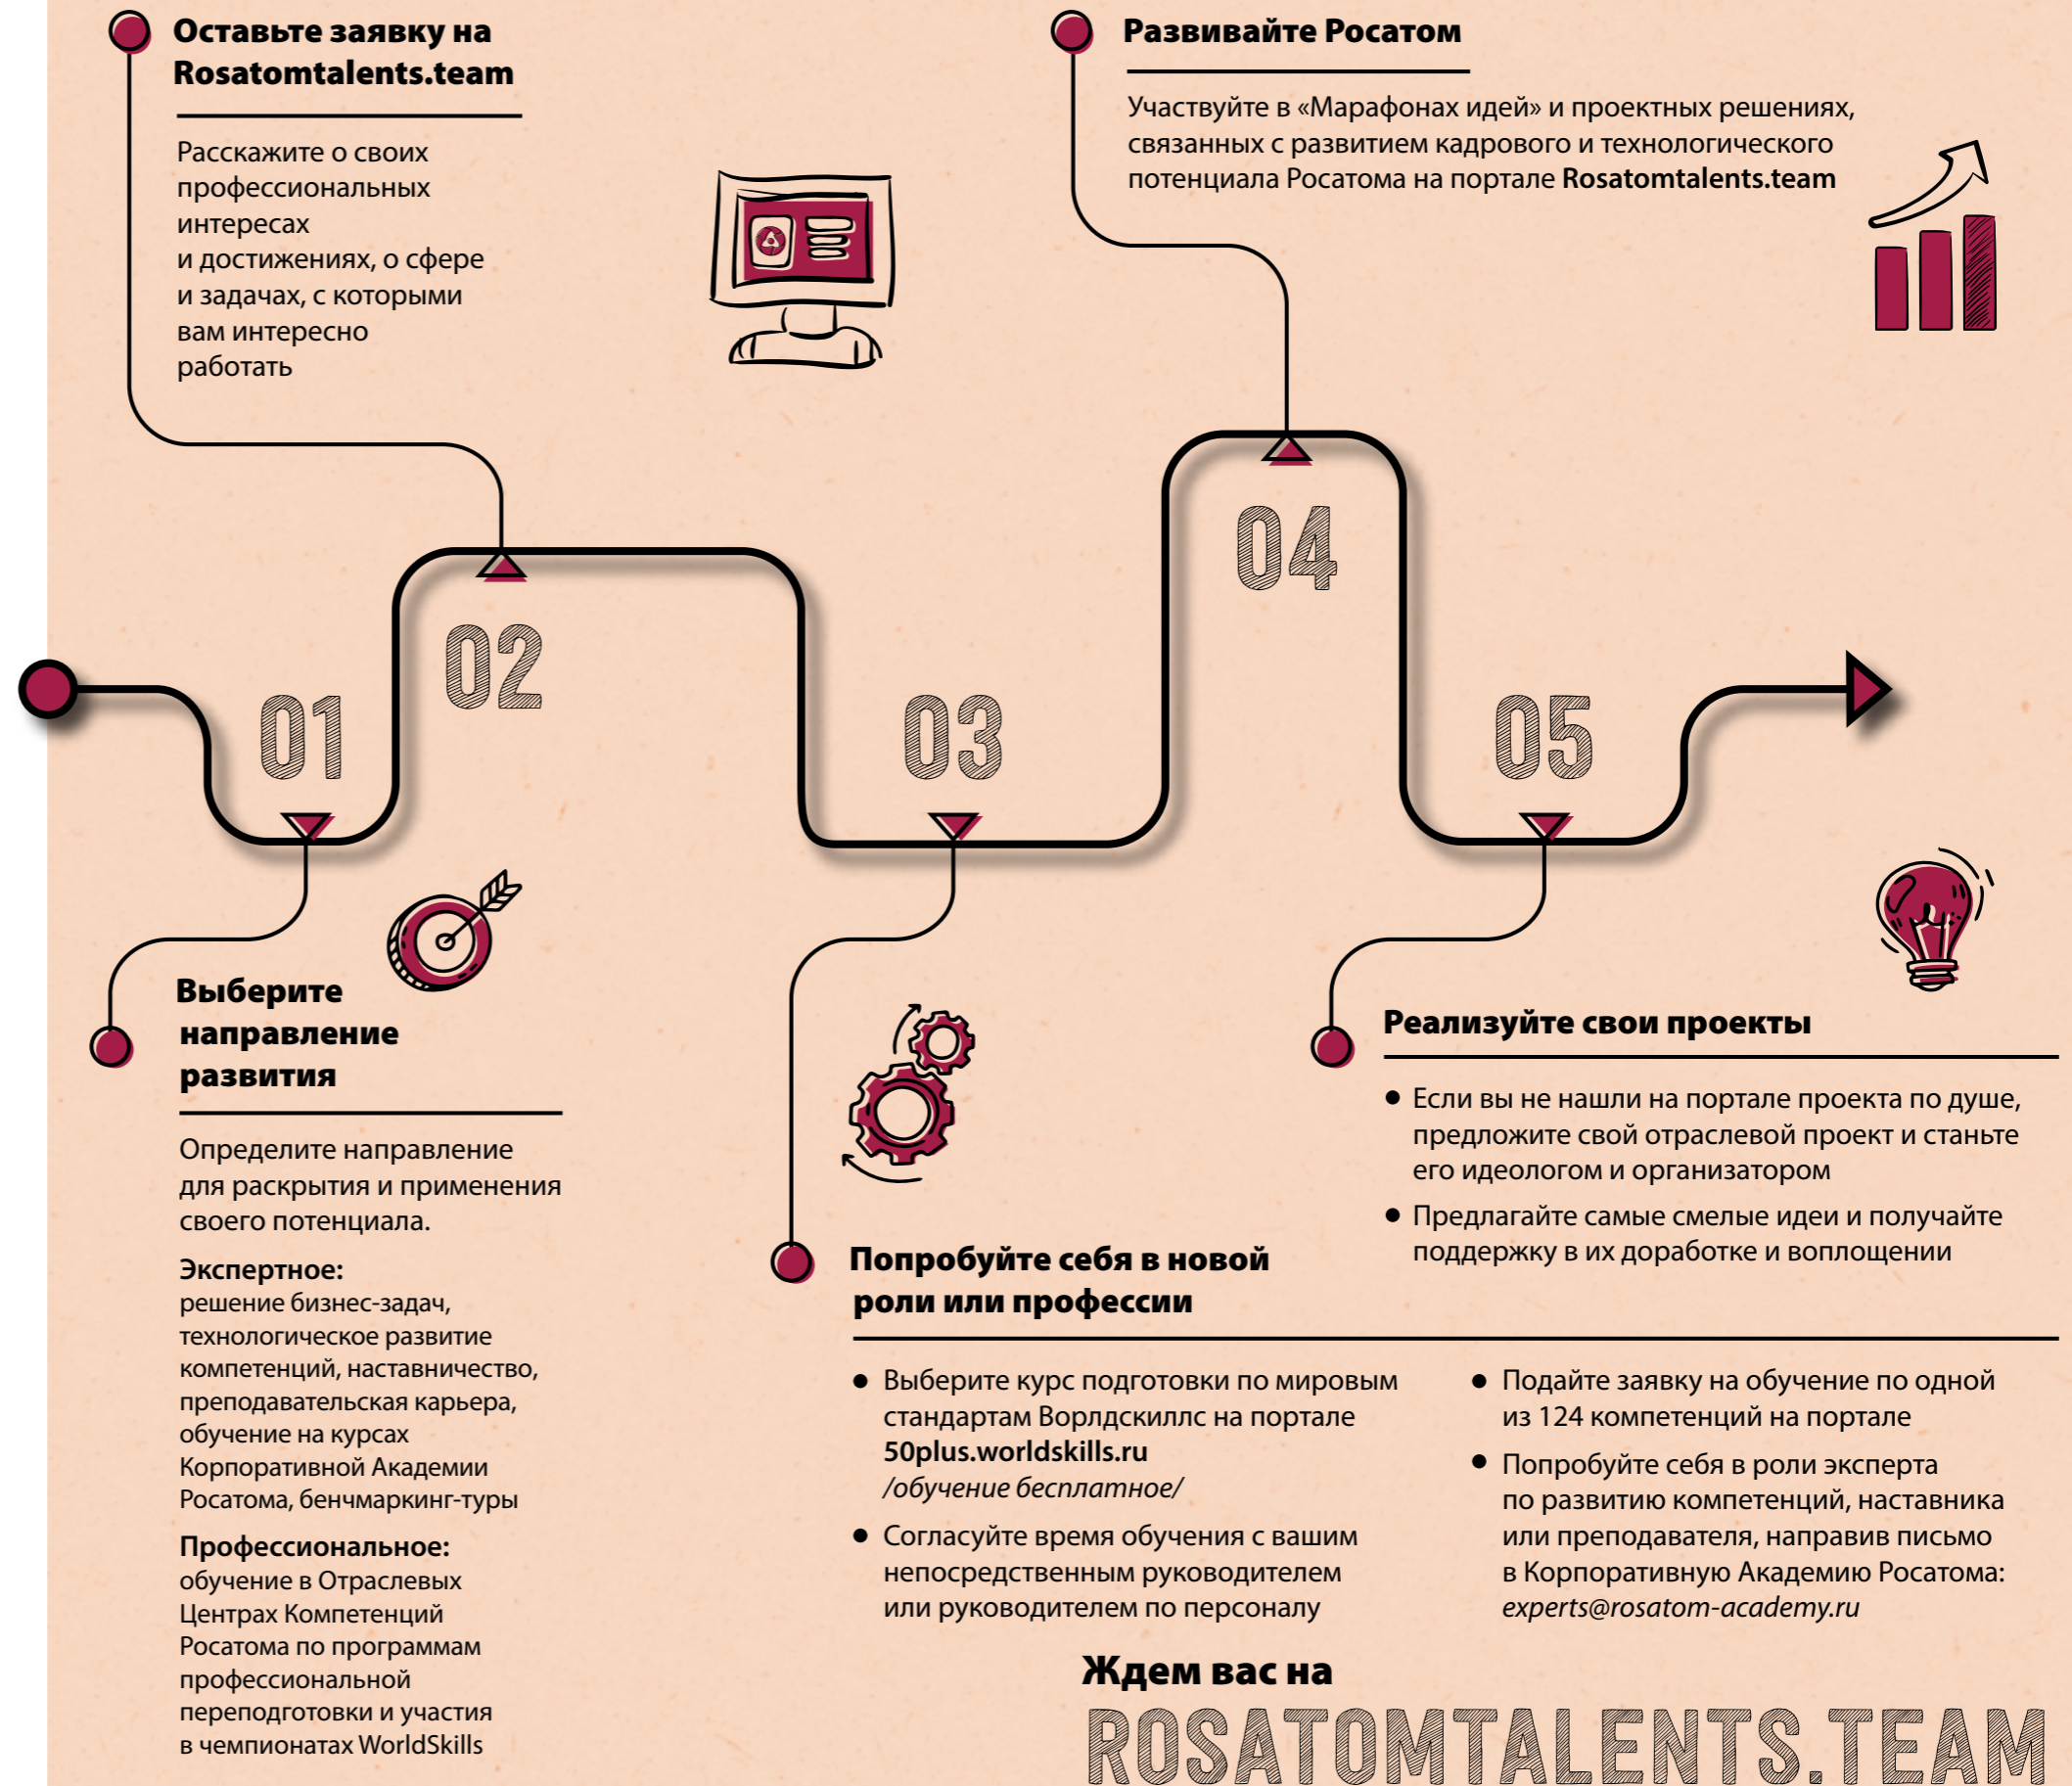 Оставьте заявку на
Rosatomtalents.team
Расскажите о своих
профессиональных
интересах
и достижениях, о сфере
и задачах, с которыми
вам интересно
работать
Развивайте Росатом
Участвуйте в «Марафонах идей» и проектных решениях,
связанных с развитием кадрового и технологического
потенциала Росатома на портале Rosatomtalents.team
01
02
03
04
05
Выберите
направление
развития
Определите направление
для раскрытия и применения
своего потенциала.
Экспертное:
решение бизнес-задач,
технологическое развитие
компетенций, наставничество,
преподавательская карьера,
обучение на курсах
Корпоративной Академии
Росатома, бенчмаркинг-туры
Профессиональное:
обучение в Отраслевых
Центрах Компетенций
Росатома по программам
профессиональной
переподготовки и участия
в чемпионатах WorldSkills
Попробуйте себя в новой
роли или профессии
• Выберите курс подготовки по мировым
стандартам Ворлдскиллс на портале
50plus.worldskills.ru
/обучение бесплатное/
• Согласуйте время обучения с вашим
непосредственным руководителем
или руководителем по персоналу
• Подайте заявку на обучение по одной
из 124 компетенций на портале
• Попробуйте себя в роли эксперта
по развитию компетенций, наставника
или преподавателя, направив письмо
в Корпоративную Академию Росатома:
experts@rosatom-academy.ru
Реализуйте свои проекты
• Если вы не нашли на портале проекта по душе,
предложите свой отраслевой проект и станьте
его идеологом и организатором
• Предлагайте самые смелые идеи и получайте
поддержку в их доработке и воплощении
Ждем вас на
ROSATOMTALENTS.TEAM